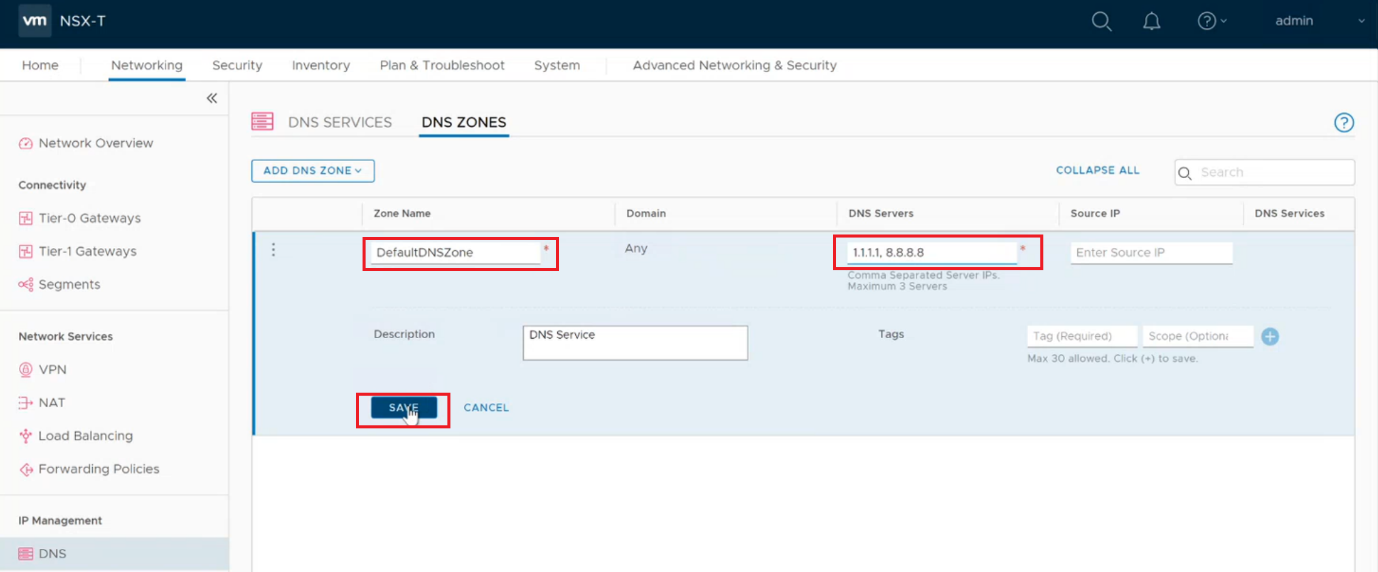 vm NSX-T admin
Home Networking Security Inventory Plan & Troubleshoot System Advanced Networking & Security
Network Overview
Connectivity
Tier-0 Gateways
Tier-1 Gateways
Segments
Network Services
VPN
NAT
Load Balancing
Forwarding Policies
IP Management
DNS
DNS SERVICES DNS ZONES
ADD DNS ZONE COLLAPSE ALL Search
Zone Name Domain DNS Servers Source IP DNS Services
DefaultDNSZone * Any 1.1.1.1, 8.8.8.8 * Enter Source IP
Comma Separated Server IPs.
Maximum 3 Servers
Description DNS Service Tags Tag (Required) Scope (Optiona
Max 30 allowed. Click (+) to save.
SAVE CANCEL